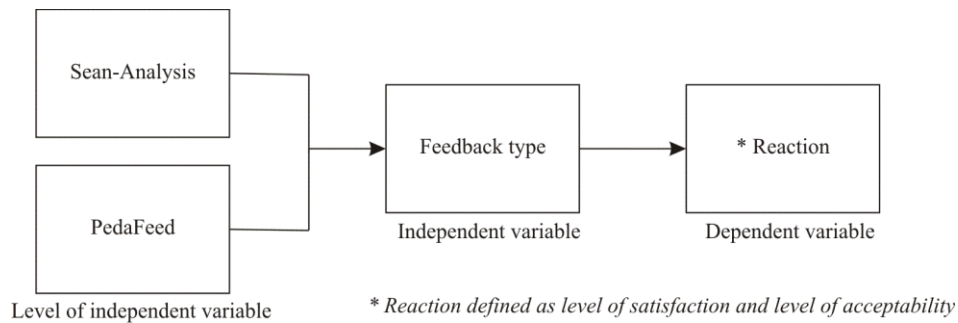 Sean-Analysis
PedaFeed
Level of independent variable
Feedback type
Independent variable
* Reaction
Dependent variable
* Reaction defined as level of satisfaction and level of acceptability